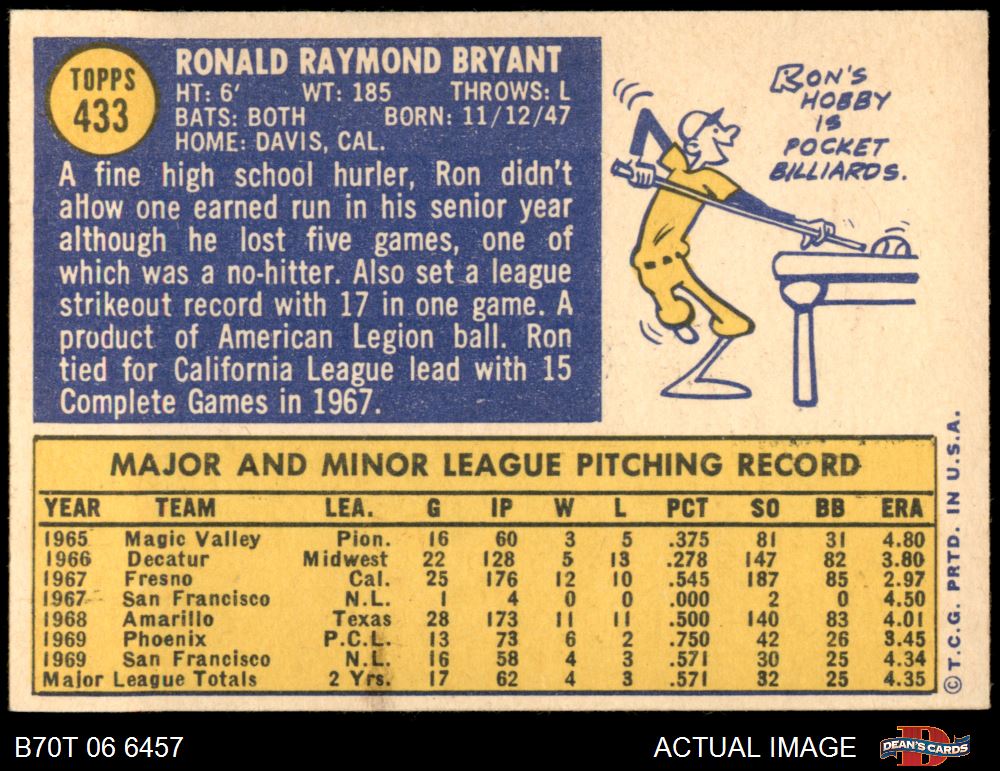 TOPPS
433
RONALD RAYMOND BRYANT
HT: 6' WT: 185 THROWS: L
BATS: BOTH BORN: 11/12/47
HOME: DAVIS, CAL.
A fine high school hurler, Ron didn't
allow one earned run in his senior year
although he lost five games, one of
which was a no-hitter. Also set a league
strikeout record with 17 in one game. A
product of American Legion ball. Ron
tied for California League lead with 15
Complete Games in 1967.
RON'S
HOBBY
IS
POCKET
BILLIARDS.
MAJOR AND MINOR LEAGUE PITCHING RECORD
YEAR TEAM LEA. G IP W L PCT SO BB ERA
1965 Magic Valley Pion. 16 60 3 5 .375 81 31 4.80
1966 Decatur Midwest 22 128 5 13 .278 147 82 3.80
1967 Fresno Cal. 25 176 12 10 .545 187 85 2.97
1967 San Francisco N.L. 1 4 0 0 .000 2 0 4.50
1968 Amarillo Texas 28 173 11 11 .500 140 83 4.01
1969 Phoenix P.C.L. 13 73 6 2 .750 42 26 3.45
1969 San Francisco N.L. 16 58 4 3 .571 30 25 4.34
Major League Totals 2 Yrs. 17 62 4 3 .571 32 25 4.35
© T.C.G. PRTD. IN U.S.A.
B70T 06 6457
ACTUAL IMAGE
DEAN'S CARDS